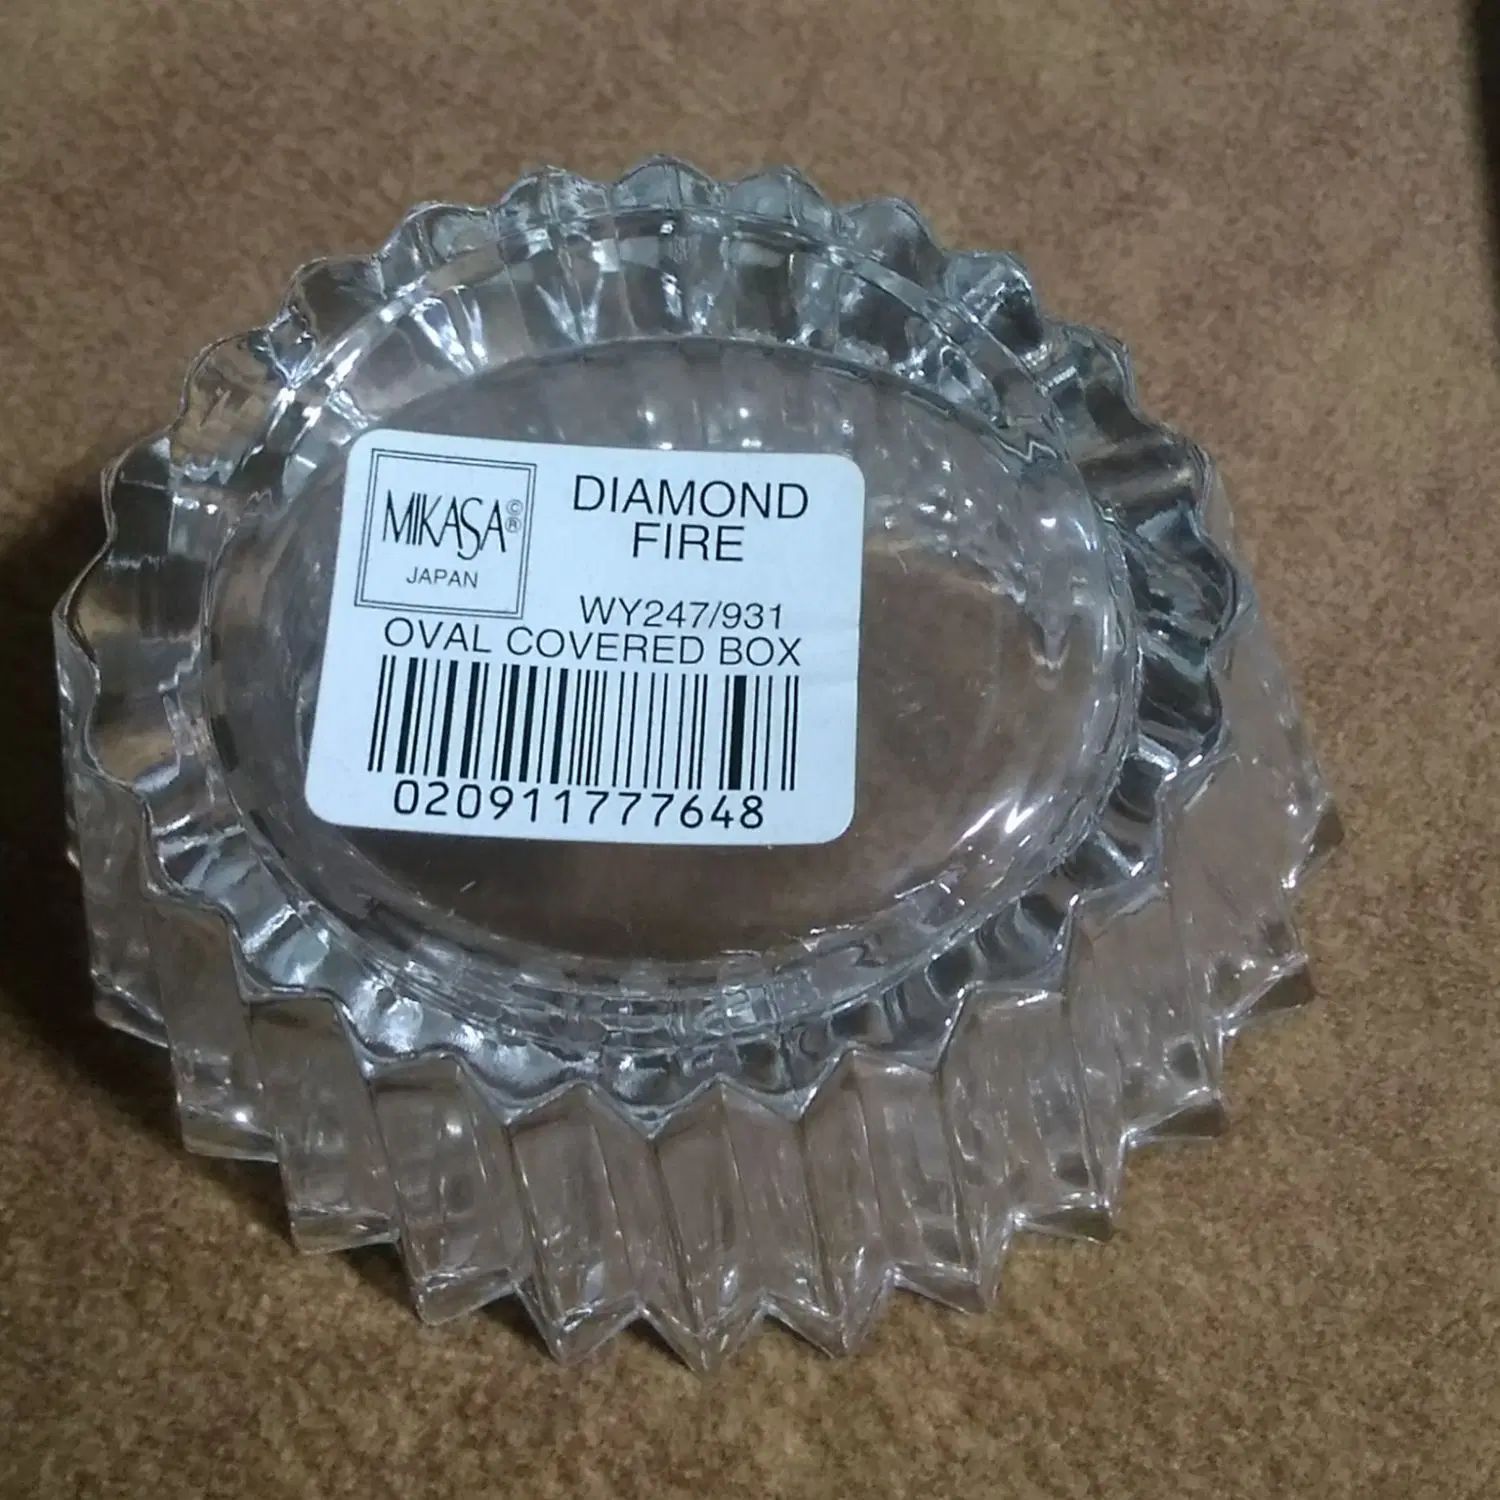 MIKASA©®
JAPAN
DIAMOND
FIRE
WY247/931
OVAL COVERED BOX
020911777648